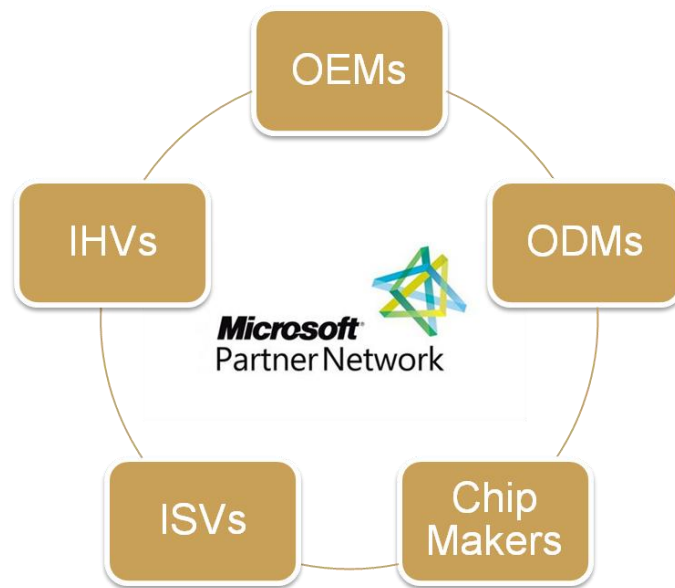 OEMs
IHVs
ODMs
Microsoft
Partner Network
ISVs
Chip
Makers